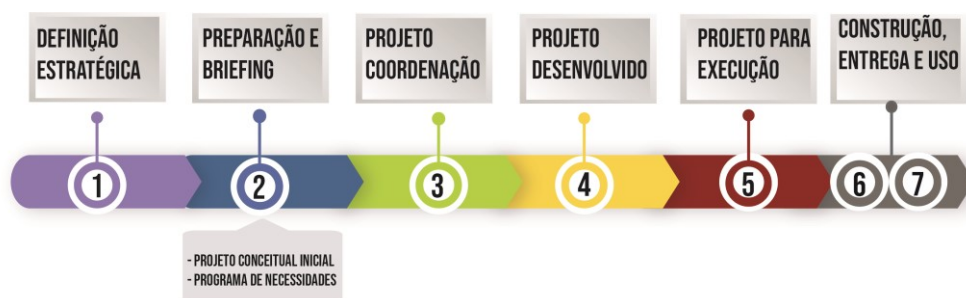 DEFINIÇÃO
ESTRATÉGICA
PREPARAÇÃO E
BRIEFING
PROJETO
COORDENAÇÃO
PROJETO
DESENVOLVIDO
PROJETO PARA
EXECUÇÃO
CONSTRUÇÃO,
ENTREGA E USO
1
2
3
4
5
6
7
- PROJETO CONCEITUAL INICIAL
- PROGRAMA DE NECESSIDADES